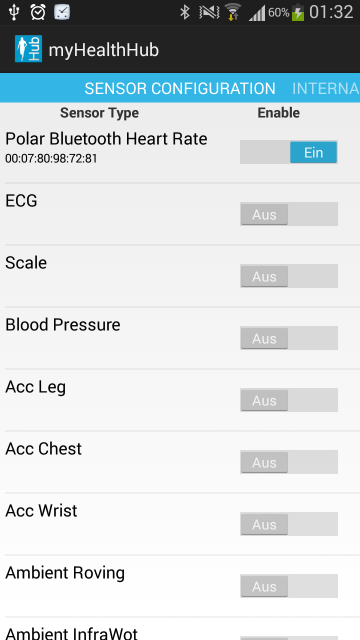 60% 01:32
Hub myHealthHub
SENSOR CONFIGURATION INTERNA
Sensor Type Enable
Polar Bluetooth Heart Rate
00:07:80:98:72:81 Ein
ECG Aus
Scale Aus
Blood Pressure Aus
Acc Leg Aus
Acc Chest Aus
Acc Wrist Aus
Ambient Roving Aus
Ambient InfraWot